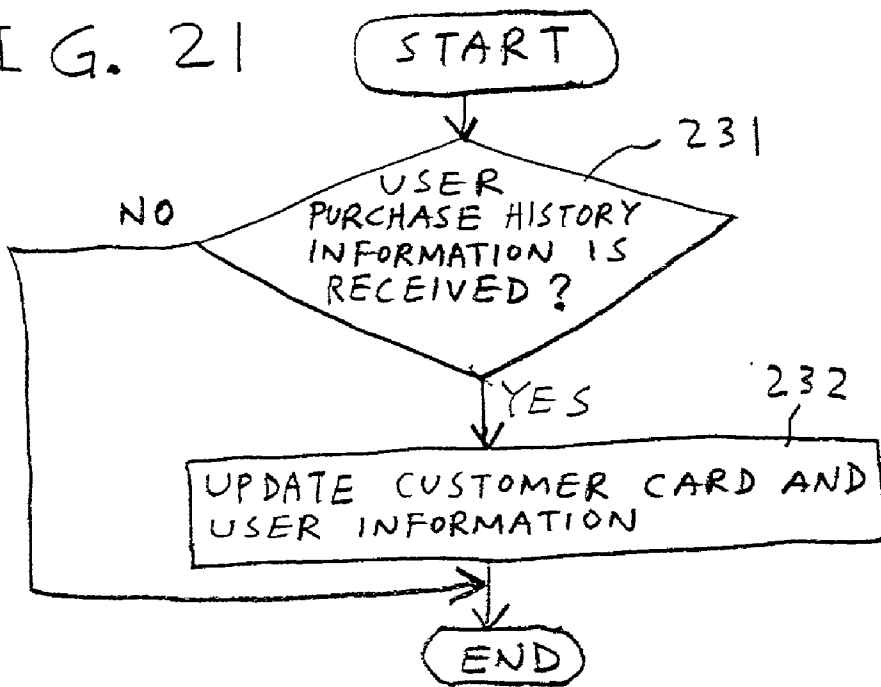 I G. 21
START
231
USER
PURCHASE HISTORY
INFORMATION IS
RECEIVED?
NO
YES
232
UPDATE CUSTOMER CARD AND
USER INFORMATION
END